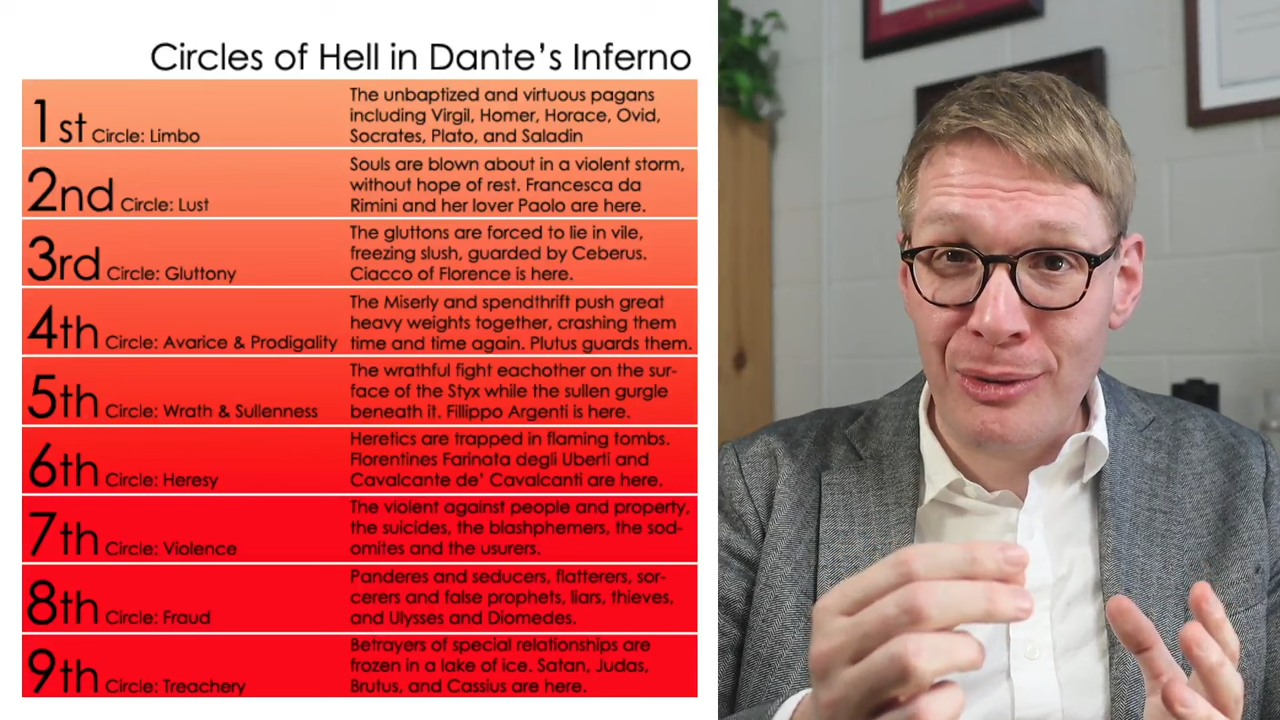 Circles of Hell in Dante's Inferno
1st Circle: Limbo
The unbaptized and virtuous pagans
including Virgil, Homer, Horace, Ovid,
Socrates, Plato, and Saladin
2nd Circle: Lust
Souls are blown about in a violent storm,
without hope of rest. Francesca da
Rimini and her lover Paolo are here.
3rd Circle: Gluttony
The gluttons are forced to lie in vile,
freezing slush, guarded by Ceberus.
Ciacco of Florence is here.
4th Circle: Avarice & Prodigality
The Miserly and spendthrift push great
heavy weights together, crashing them
time and time again. Plutus guards them.
5th Circle: Wrath & Sullenness
The wrathful fight eachother on the sur-
face of the Styx while the sullen gurgle
beneath it. Fillippo Argenti is here.
6th Circle: Heresy
Heretics are trapped in flaming tombs.
Florentines Farinata degli Uberti and
Cavalcante de' Cavalcanti are here.
7th Circle: Violence
The violent against people and property,
the suicides, the blashphemers, the sod-
omites and the usurers.
8th Circle: Fraud
Panderes and seducers, flatterers, sor-
cerers and false prophets, liars, thieves,
and Ulysses and Diomedes.
9th Circle: Treachery
Betrayers of special relationships are
frozen in a lake of ice. Satan, Judas,
Brutus, and Cassius are here.